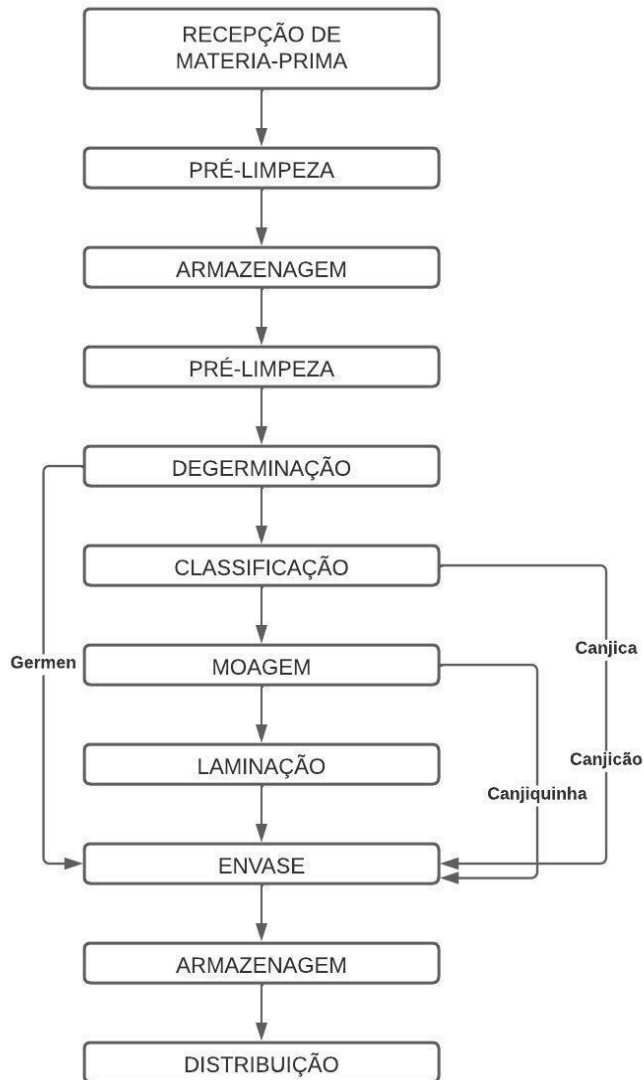 RECEPÇÃO DE
MATERIA-PRIMA
PRÉ-LIMPEZA
ARMAZENAGEM
PRÉ-LIMPEZA
DEGERMINAÇÃO
CLASSIFICAÇÃO
Canjica
Germen
MOAGEM
Canjicão
LAMINAÇÃO
Canjiquinha
ENVASE
ARMAZENAGEM
DISTRIBUIÇÃO